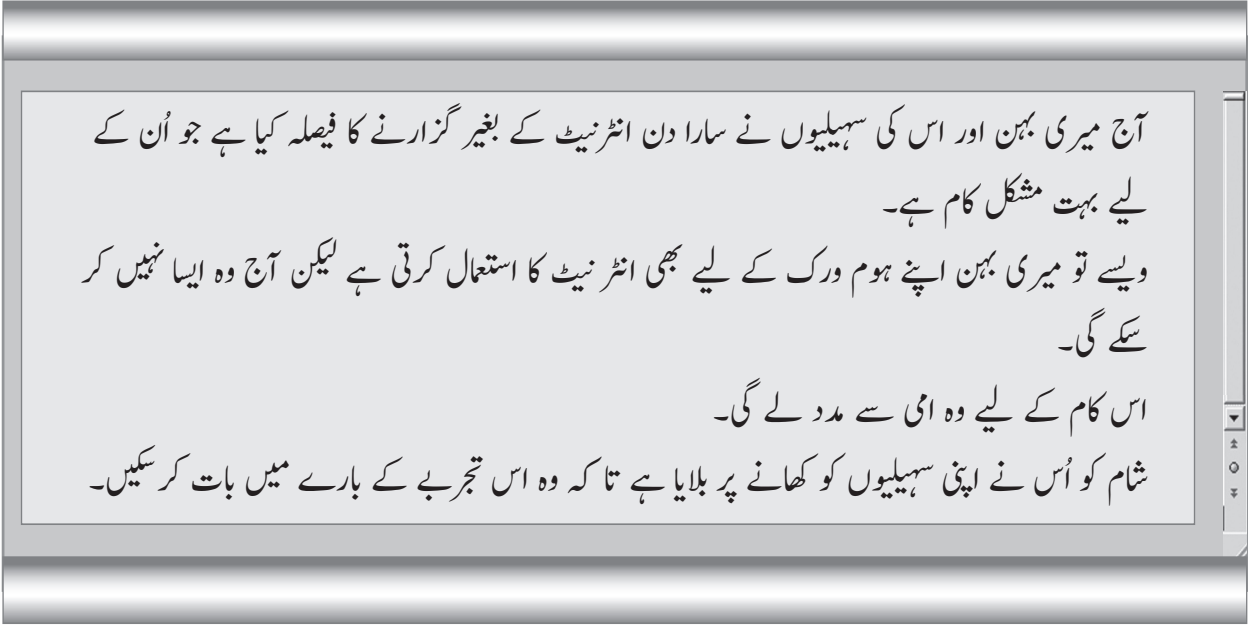 آج میری بہن اور اس کی سہیلیوں نے سارا دن انٹرنیٹ کے بغیر گزارنے کا فیصلہ کیا ہے جو اُن کے
لیے بہت مشکل کام ہے۔
ویسے تو میری بہن اپنے ہوم ورک کے لیے بھی انٹر نیٹ کا استعمال کرتی ہے لیکن آج وہ ایسا نہیں کر
سکے گی۔
اس کام کے لیے وہ امی سے مدد لے گی۔
شام کو اُس نے اپنی سہیلیوں کو کھانے پر بلایا ہے تا کہ وہ اس تجربے کے بارے میں بات کر سکیں۔